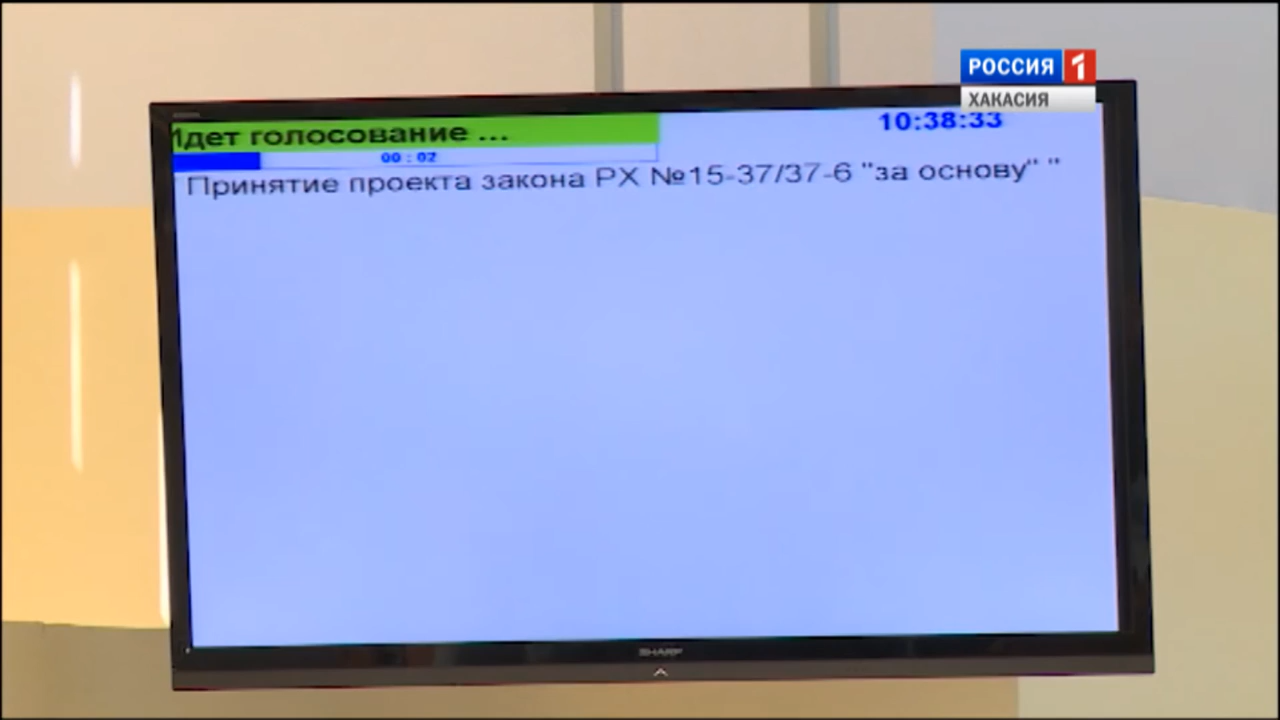 РОССИЯ 1
ХАКАСИЯ
Идет голосование ...
10:38:33
00 : 02
Принятие проекта закона РХ №15-37/37-6 "за основу" "
SHARP